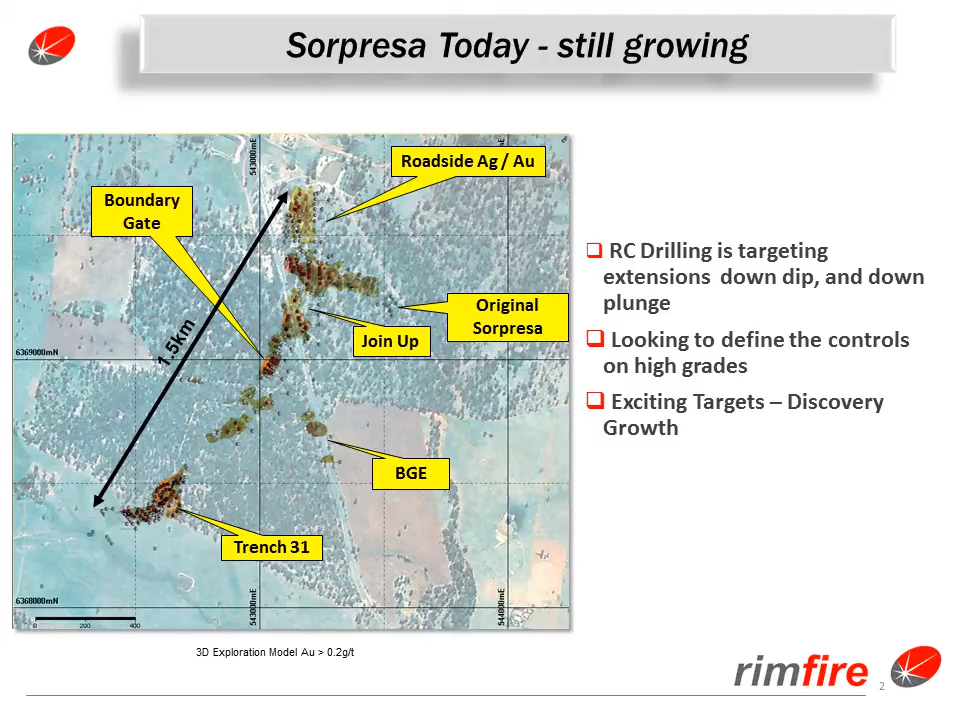 Sorpresa Today - still growing
543000mE
544000mE
Roadside Ag / Au
Boundary
Gate
Original
Sorpresa
Join Up
1.5km
6369000mN
BGE
Trench 31
6368000mN
543000mE
544000mE
0 200 400
3D Exploration Model Au > 0.2g/t
RC Drilling is targeting
extensions down dip, and down
plunge
Looking to define the controls
on high grades
Exciting Targets – Discovery
Growth
rimfire
2